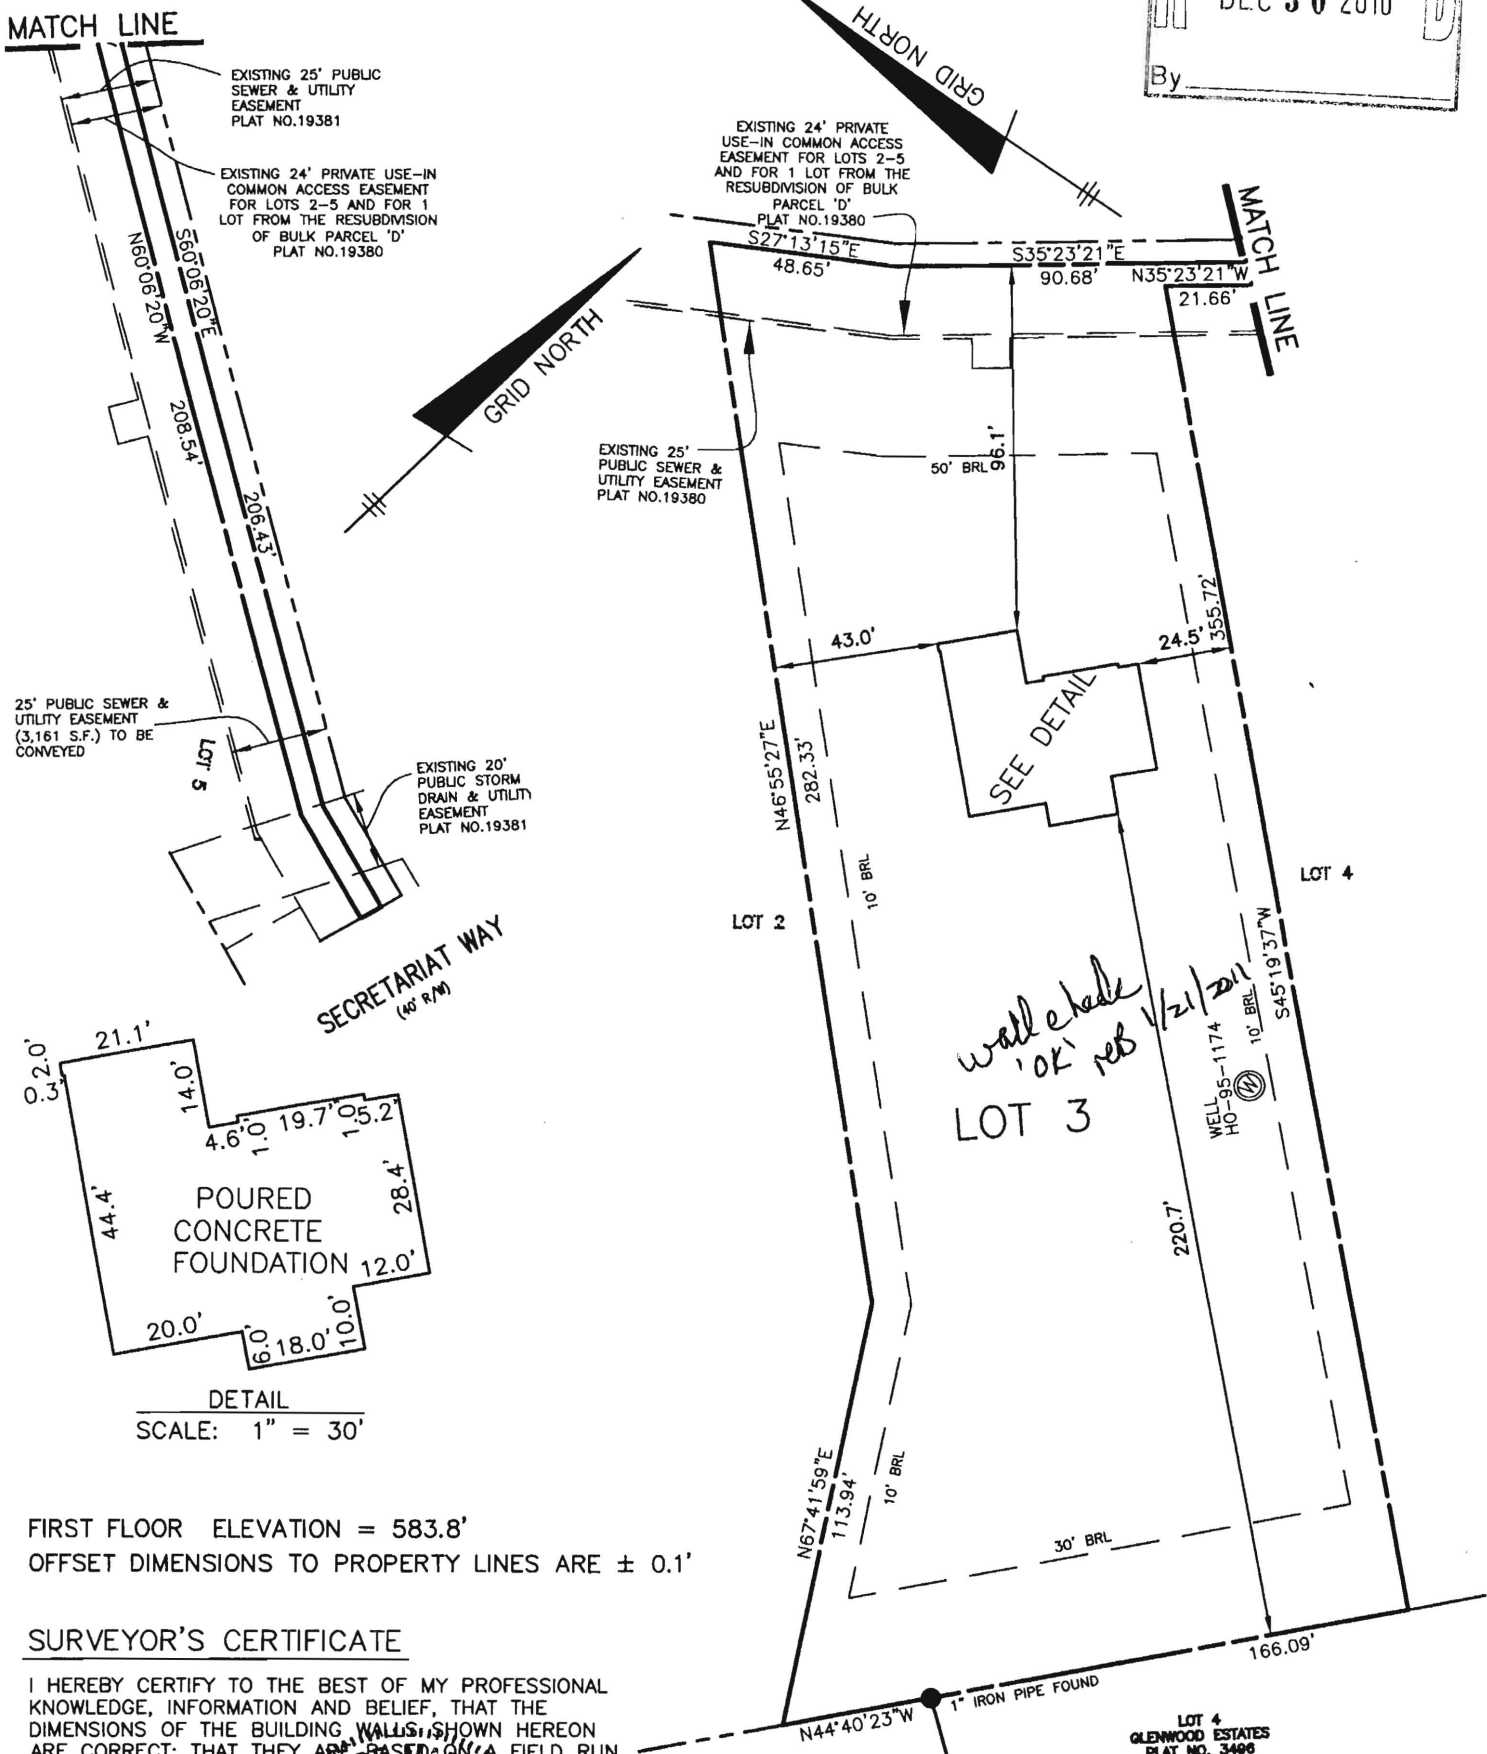 MATCH LINE
EXISTING 25' PUBLIC
SEWER & UTILITY
EASEMENT
PLAT NO.19381
EXISTING 24' PRIVATE USE-IN
COMMON ACCESS EASEMENT
FOR LOTS 2-5 AND FOR 1
LOT FROM THE RESUBDIVISION
OF BULK PARCEL 'D'
PLAT NO.19380
N60°06'20"W
208.54'
S60°06'20"E
206.43'
25' PUBLIC SEWER &
UTILITY EASEMENT
(3,161 S.F.) TO BE
CONVEYED
LOT 5
EXISTING 20'
PUBLIC STORM
DRAIN & UTILITY
EASEMENT
PLAT NO.19381
SECRETARIAT WAY
(40' R/W)
GRID NORTH
GRID NORTH
DEC 30 2010
By
EXISTING 24' PRIVATE
USE-IN COMMON ACCESS
EASEMENT FOR LOTS 2-5
AND FOR 1 LOT FROM THE
RESUBDIVISION OF BULK
PARCEL 'D'
PLAT NO.19380
S27°13'15"E
48.65'
S35°23'21"E
90.68'
N35°23'21"W
21.66'
MATCH LINE
EXISTING 25'
PUBLIC SEWER &
UTILITY EASEMENT
PLAT NO.19380
50' BRL
96.1'
43.0'
24.5'
355.72'
SEE DETAIL
N46°55'27"E
282.33'
10' BRL
LOT 2
LOT 4
S45°19'37"W
10' BRL
'OK' 1/21/2011
WELL
HO-95-1174
W
LOT 3
220.7'
N67°41'59"E
113.94'
10' BRL
30' BRL
166.09'
1" IRON PIPE FOUND
N44°40'23"W
LOT 4
GLENWOOD ESTATES
PLAT NO. 3496
21.1'
2.0'
0.3'
14.0'
4.6'
1.0'
19.7'
1.0'
5.2'
44.4'
28.4'
POURED
CONCRETE
FOUNDATION
12.0'
10.0'
20.0'
6.0'
18.0'
DETAIL
SCALE: 1" = 30'
FIRST FLOOR ELEVATION = 583.8'
OFFSET DIMENSIONS TO PROPERTY LINES ARE ± 0.1'
SURVEYOR'S CERTIFICATE
I HEREBY CERTIFY TO THE BEST OF MY PROFESSIONAL
KNOWLEDGE, INFORMATION AND BELIEF, THAT THE
DIMENSIONS OF THE BUILDING WALLS SHOWN HEREON
ARE CORRECT; THAT THEY ARE BASED ON A FIELD RUN